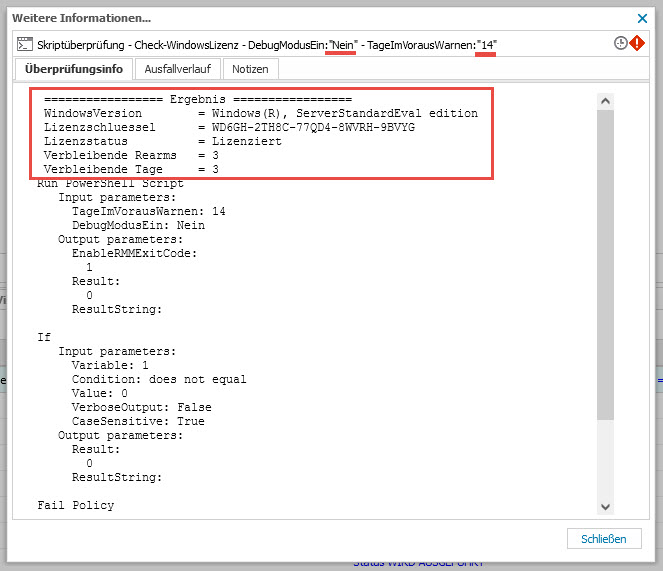 Weitere Informationen...
Skriptüberprüfung - Check-WindowsLizenz - DebugModusEin:"Nein" - TageImVorausWarnen:"14"
Überprüfungsinfo Ausfallverlauf Notizen
================= Ergebnis =================
WindowsVersion = Windows(R), ServerStandardEval edition
Lizenzschluessel = WD6GH-2TH8C-77QD4-8WVRH-9BVYG
Lizenzstatus = Lizenziert
Verbleibende Rearms = 3
Verbleibende Tage = 3
Run PowerShell Script
Input parameters:
TageImVorausWarnen: 14
DebugModusEin: Nein
Output parameters:
EnableRMMExitCode:
1
Result:
0
ResultString:
If
Input parameters:
Variable: 1
Condition: does not equal
Value: 0
VerboseOutput: False
CaseSensitive: True
Output parameters:
Result:
0
ResultString:
Fail Policy
Schließen
Status WIRD AUSGEFÜHRT